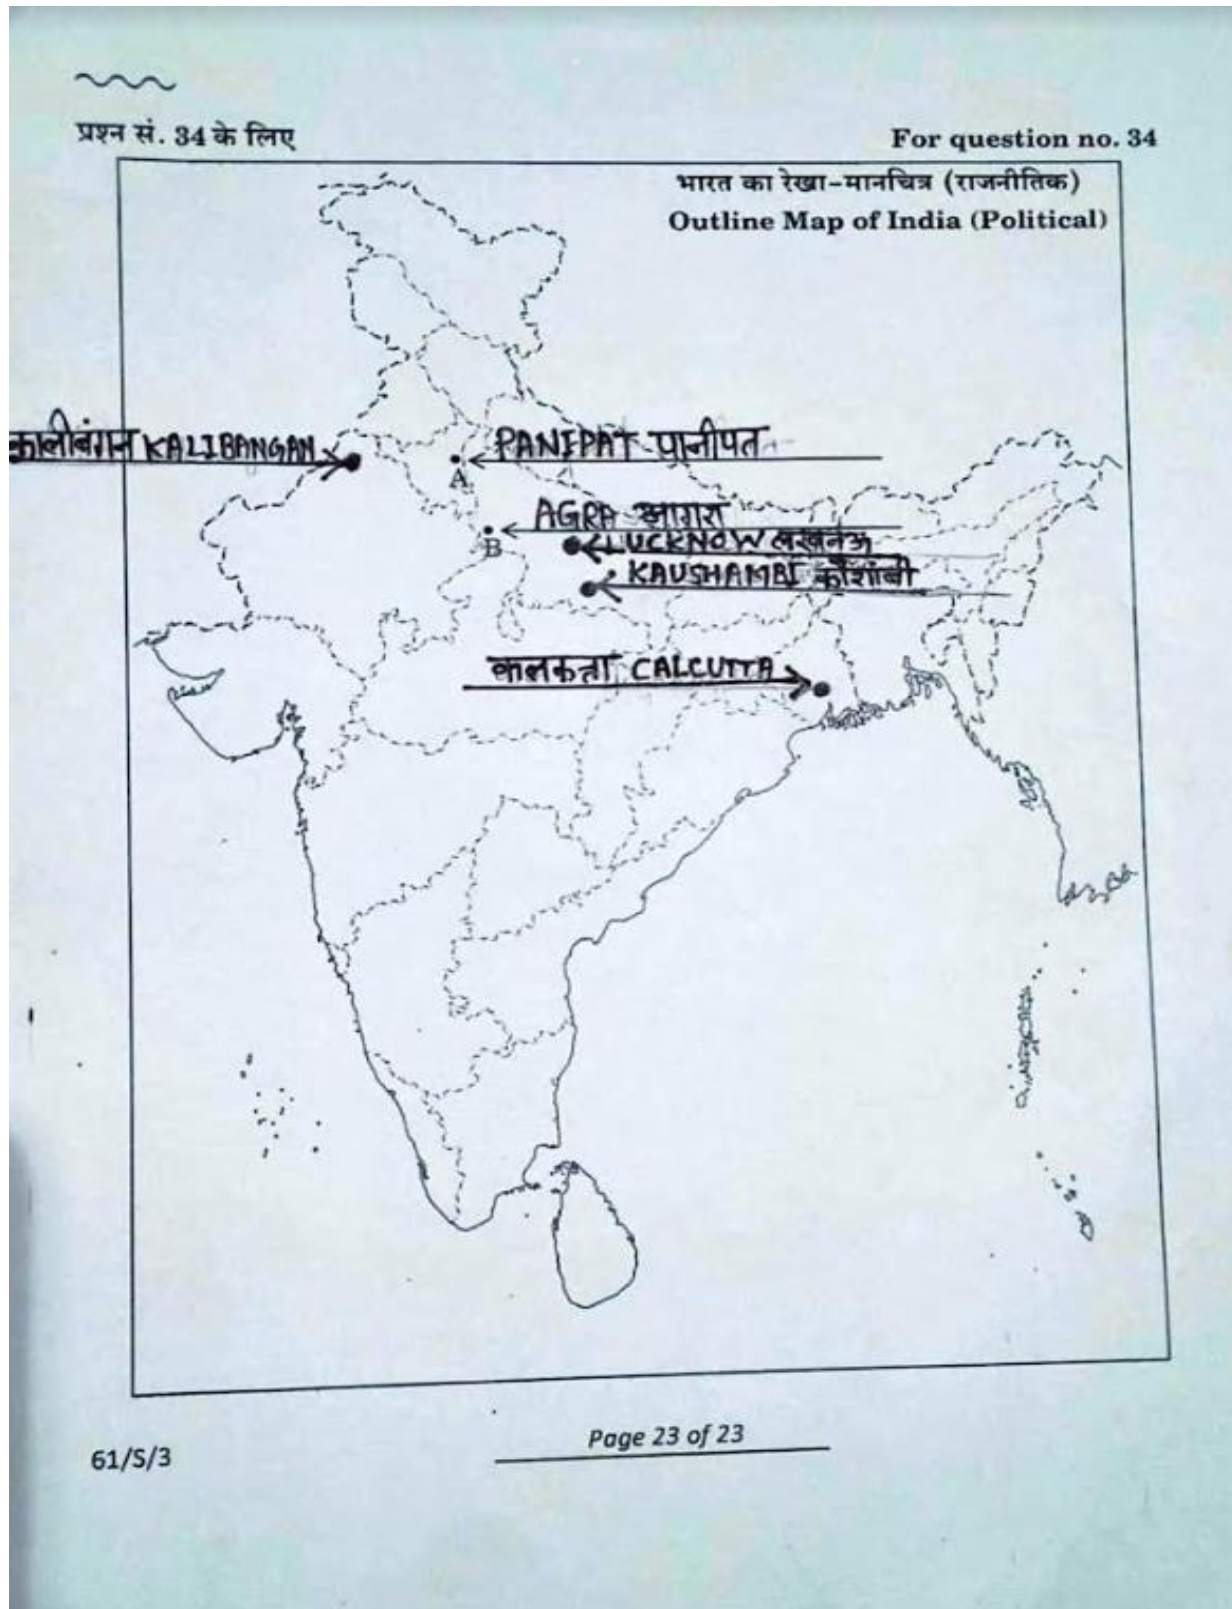 प्रश्न सं. 34 के लिए
For question no. 34
भारत का रेखा-मानचित्र (राजनीतिक)
Outline Map of India (Political)
कालीबंगन KALIBANGAN
PANIPAT पानीपत
A
AGRA आगरा
B
LUCKNOW लखनऊ
KAUSHAMBI कौशांबी
कलकत्ता CALCUTTA
61/S/3
Page 23 of 23